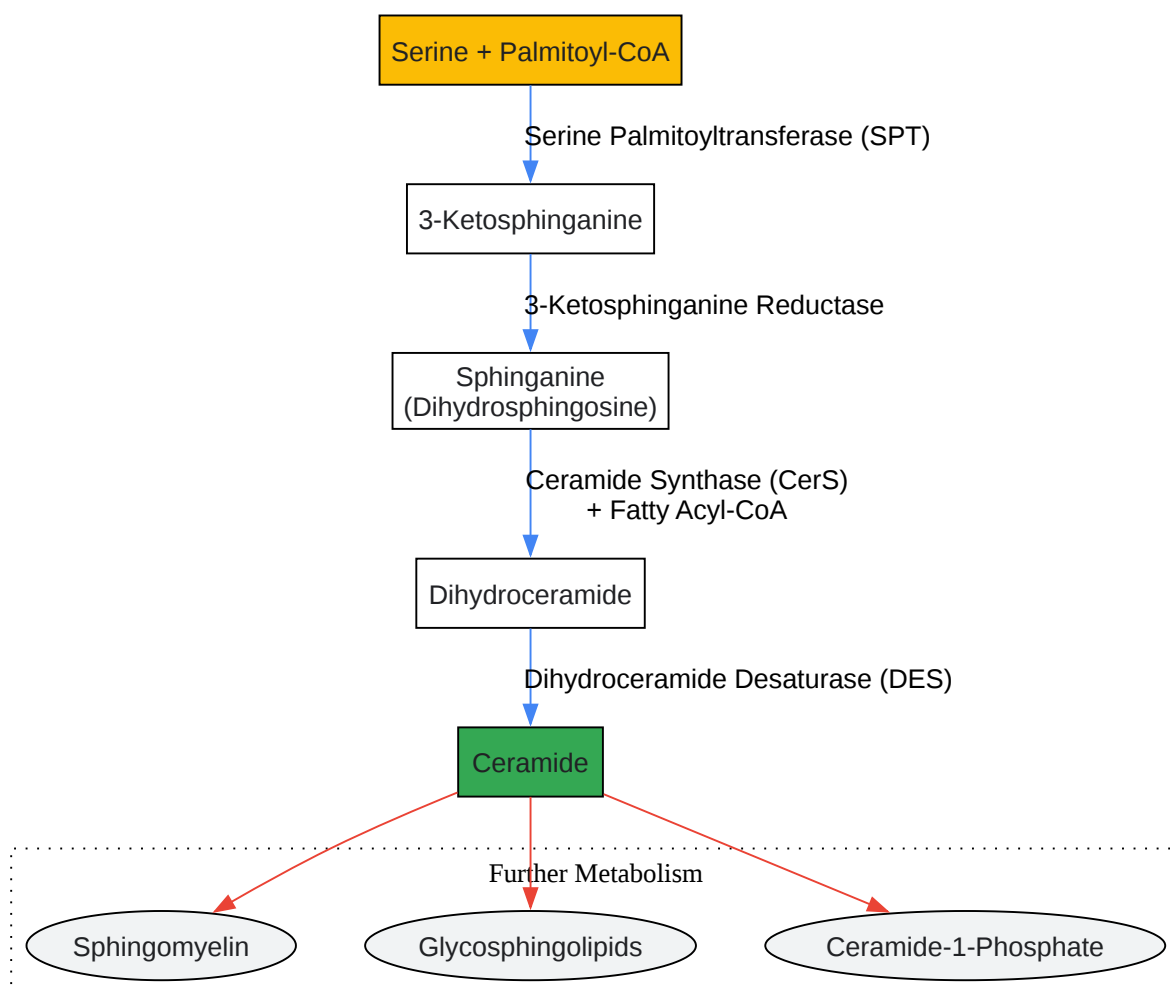 Serine + Palmitoyl-CoA
Serine Palmitoyltransferase (SPT)
3-Ketosphinganine
3-Ketosphinganine Reductase
Sphinganine
(Dihydrosphingosine)
Ceramide Synthase (CerS)
+ Fatty Acyl-CoA
Dihydroceramide
Dihydroceramide Desaturase (DES)
Ceramide
Further Metabolism
Sphingomyelin
Glycosphingolipids
Ceramide-1-Phosphate